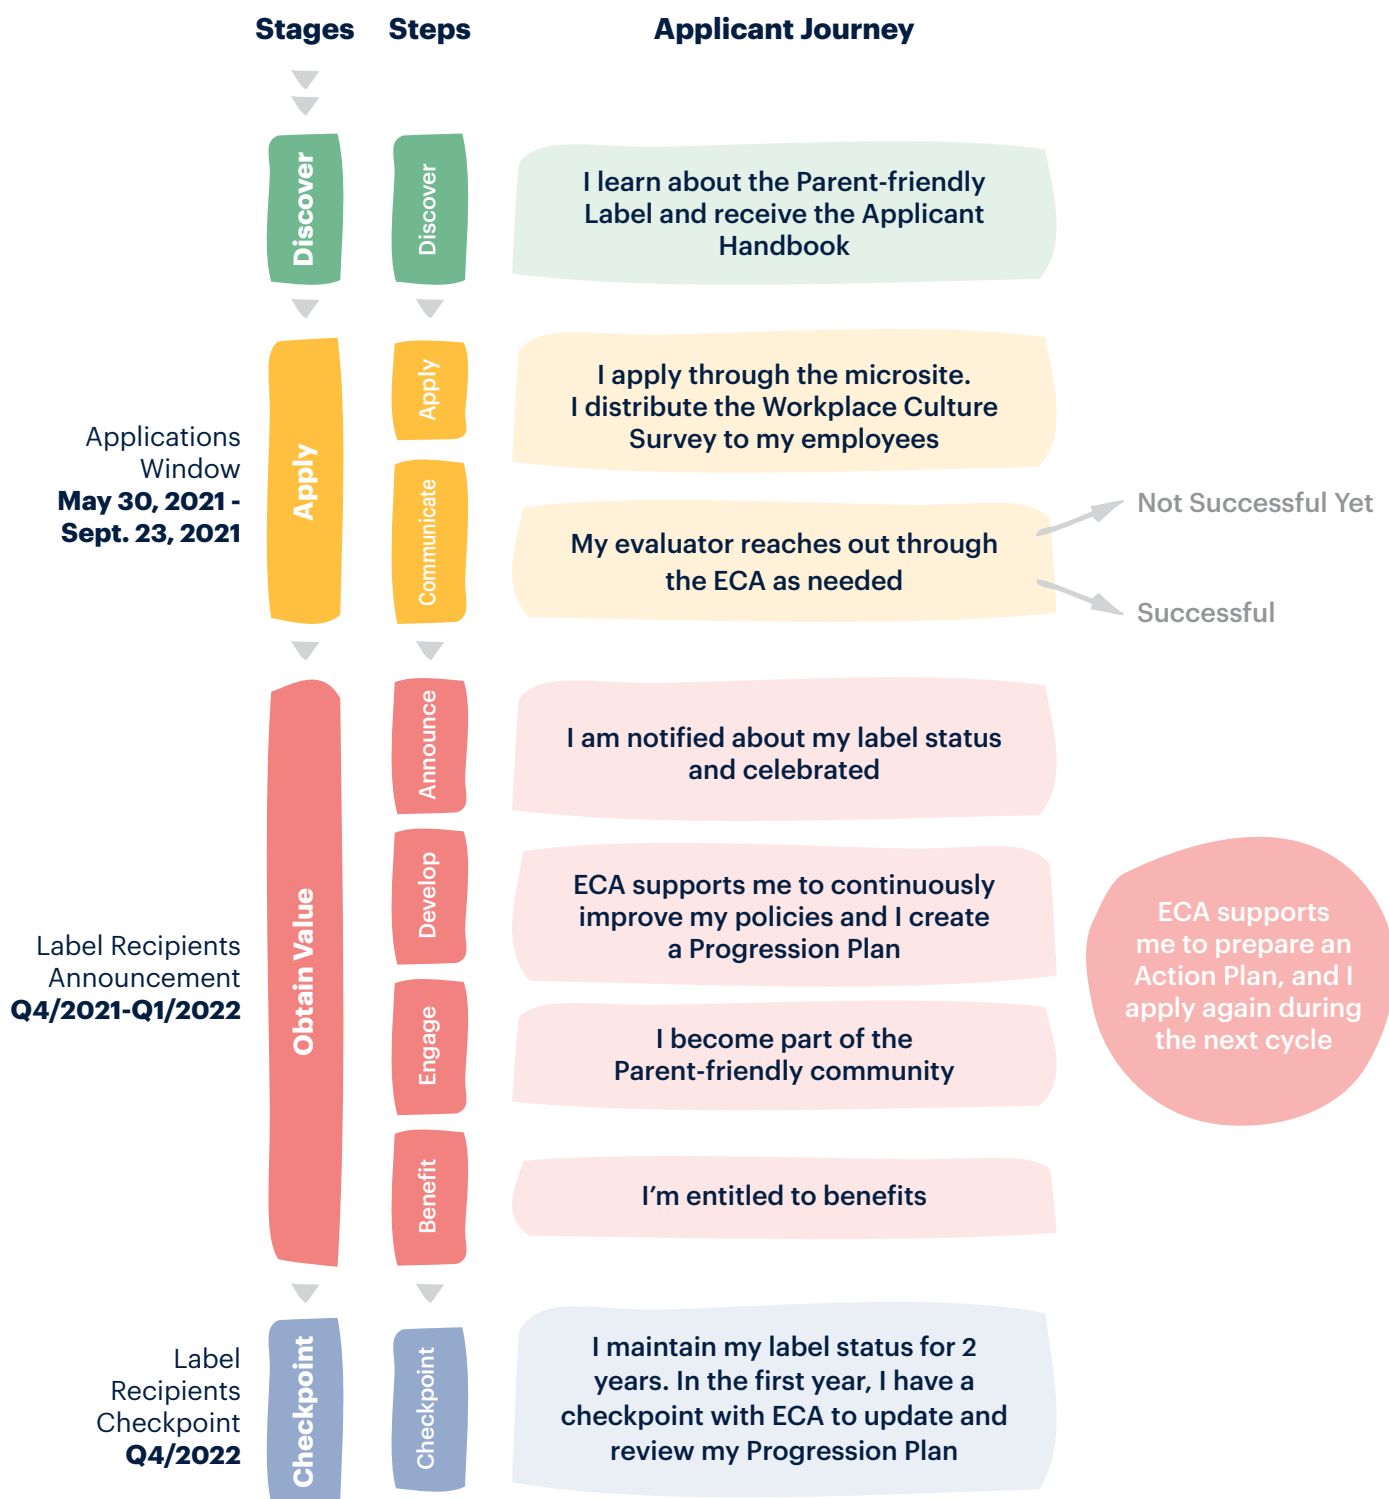 Stages Steps Applicant Journey
Discover
Discover
I learn about the Parent-friendly
Label and receive the Applicant
Handbook
Applications
Window
May 30, 2021 -
Sept. 23, 2021
Apply
Apply
I apply through the microsite.
I distribute the Workplace Culture
Survey to my employees
Communicate
My evaluator reaches out through
the ECA as needed
Not Successful Yet
Successful
Label Recipients
Announcement
Q4/2021-Q1/2022
Obtain Value
Announce
I am notified about my label status
and celebrated
Develop
ECA supports me to continuously
improve my policies and I create
a Progression Plan
Engage
I become part of the
Parent-friendly community
Benefit
I’m entitled to benefits
ECA supports
me to prepare an
Action Plan, and I
apply again during
the next cycle
Label
Recipients
Checkpoint
Q4/2022
Checkpoint
Checkpoint
I maintain my label status for 2
years. In the first year, I have a
checkpoint with ECA to update and
review my Progression Plan